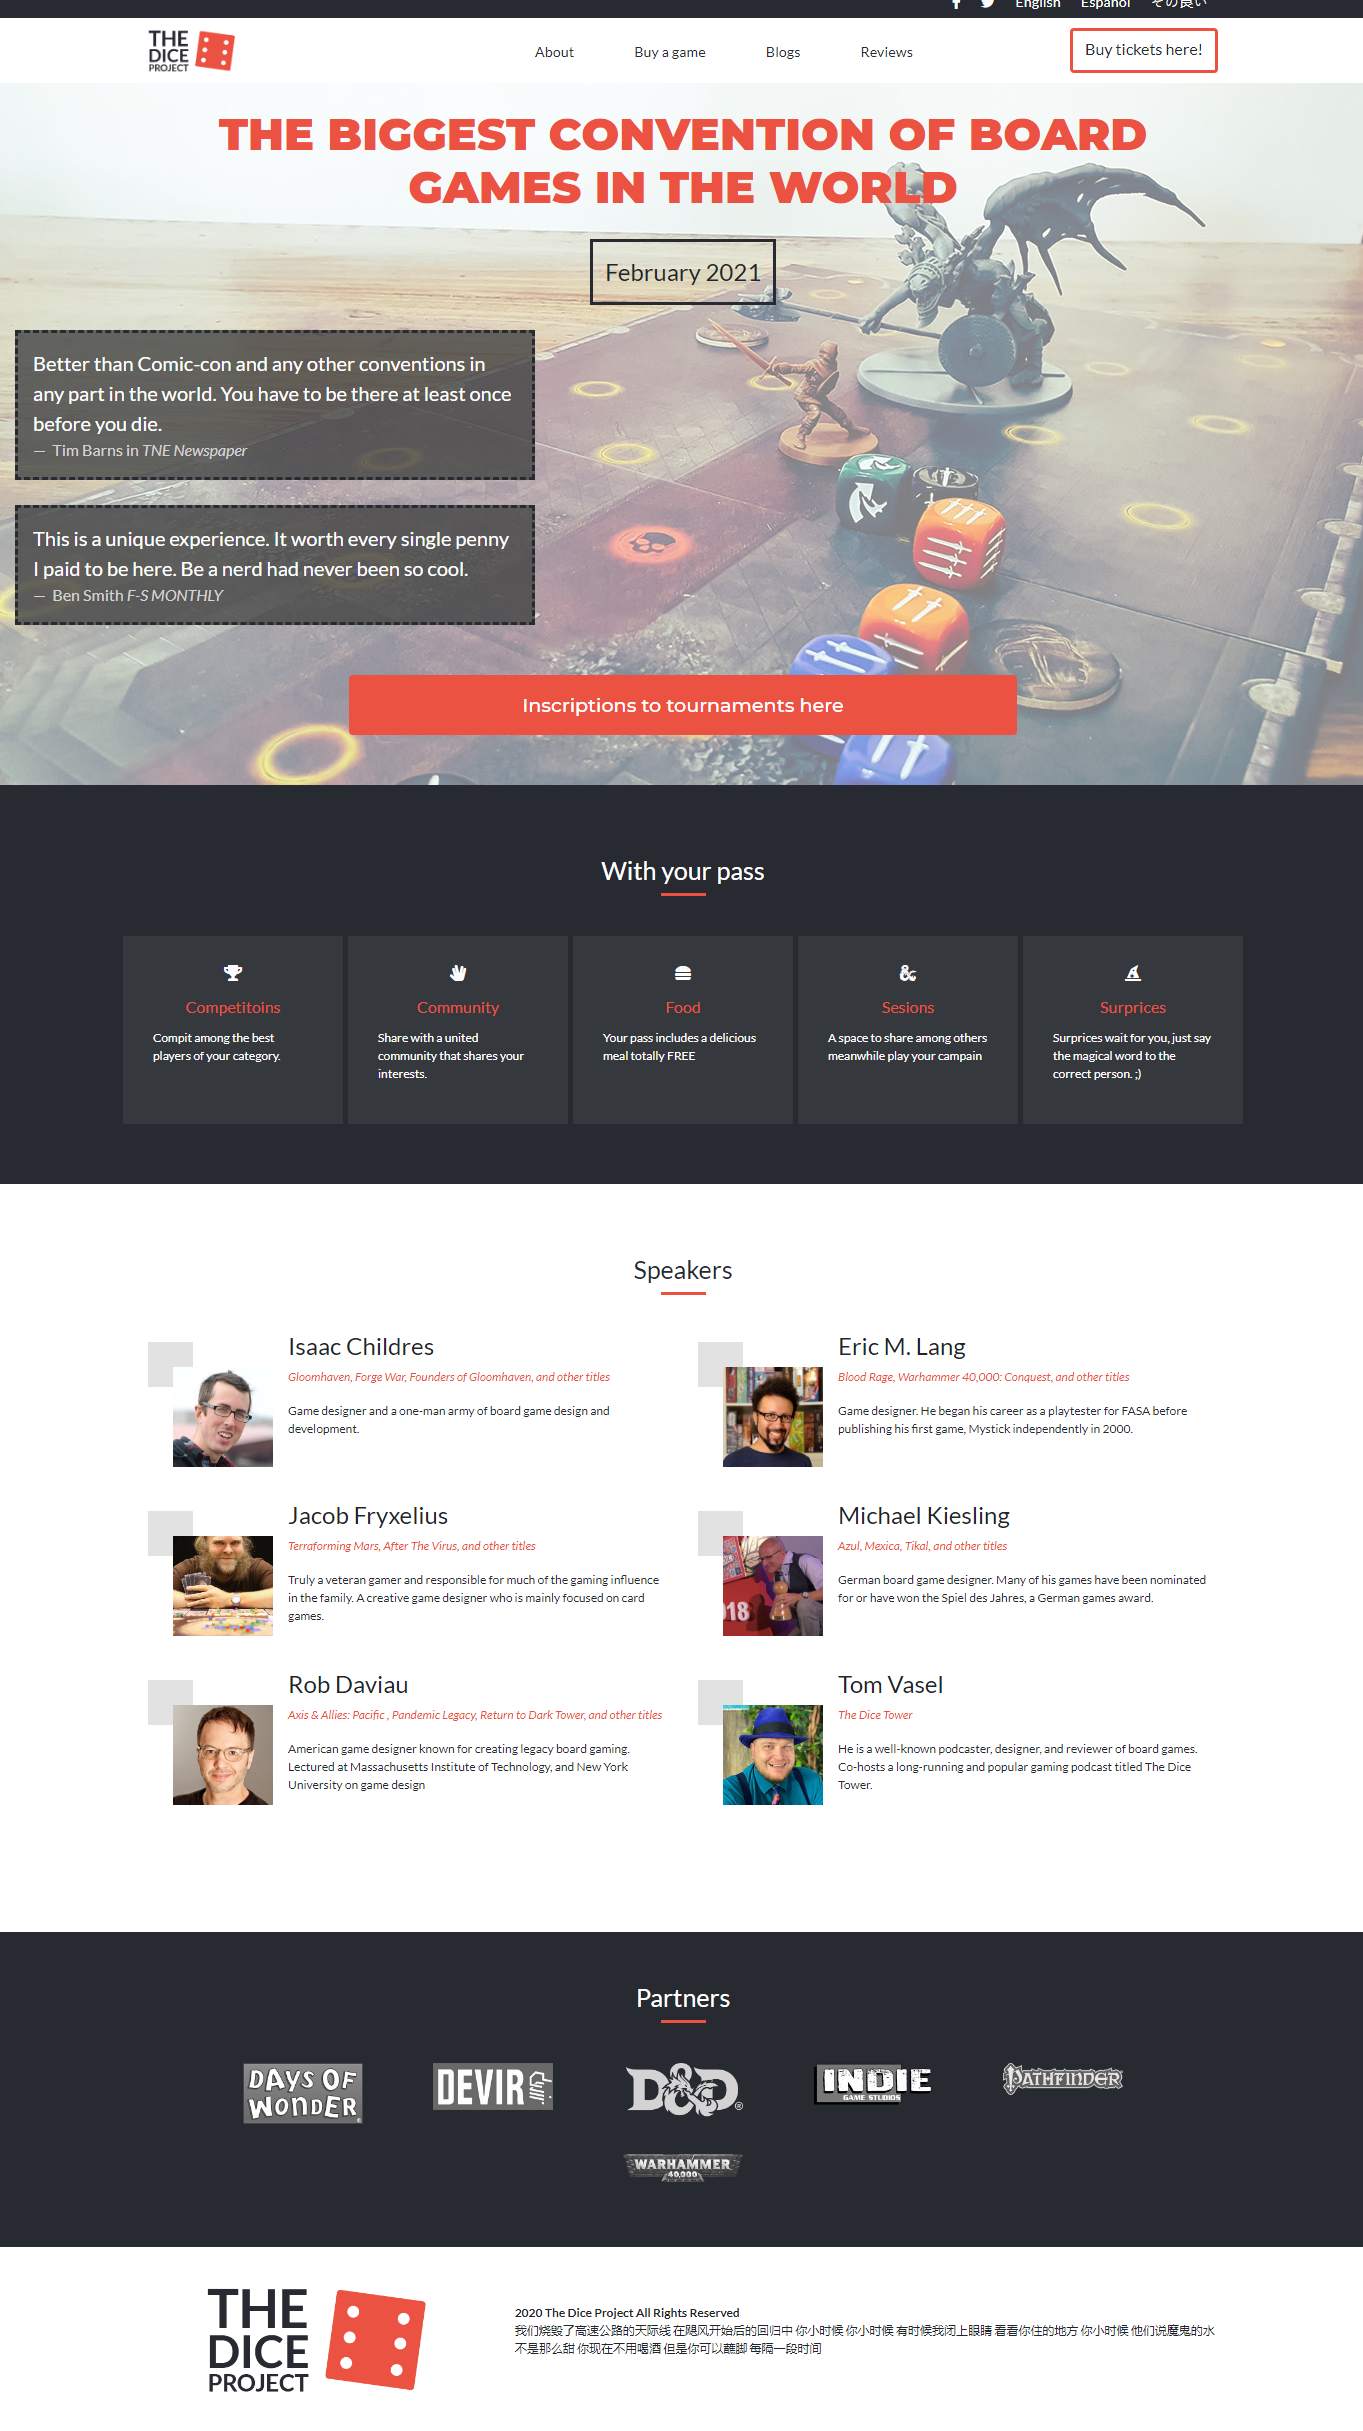 English Español その良い
THE DICE PROJECT
About Buy a game Blogs Reviews
Buy tickets here!
THE BIGGEST CONVENTION OF BOARD
GAMES IN THE WORLD
February 2021
Better than Comic-con and any other conventions in
any part in the world. You have to be there at least once
before you die.
— Tim Barns in TNE Newspaper
This is a unique experience. It worth every single penny
I paid to be here. Be a nerd had never been so cool.
— Ben Smith F-S MONTHLY
Inscriptions to tournaments here
With your pass
Competitoins
Compit among the best
players of your category.
Community
Share with a united
community that shares your
interests.
Food
Your pass includes a delicious
meal totally FREE
Sesions
A space to share among others
meanwhile play your campain
Surprices
Surprices wait for you, just say
the magical word to the
correct person. ;)
Speakers
Isaac Childres
Gloomhaven, Forge War, Founders of Gloomhaven, and other titles
Game designer and a one-man army of board game design and
development.
Eric M. Lang
Blood Rage, Warhammer 40,000: Conquest, and other titles
Game designer. He began his career as a playtester for FASA before
publishing his first game, Mystick independently in 2000.
Jacob Fryxelius
Terraforming Mars, After The Virus, and other titles
Truly a veteran gamer and responsible for much of the gaming influence
in the family. A creative game designer who is mainly focused on card
games.
Michael Kiesling
Azul, Mexica, Tikal, and other titles
German board game designer. Many of his games have been nominated
for or have won the Spiel des Jahres, a German games award.
18
Rob Daviau
Axis & Allies: Pacific , Pandemic Legacy, Return to Dark Tower, and other titles
American game designer known for creating legacy board gaming.
Lectured at Massachusetts Institute of Technology, and New York
University on game design
Tom Vasel
The Dice Tower
He is a well-known podcaster, designer, and reviewer of board games.
Co-hosts a long-running and popular gaming podcast titled The Dice
Tower.
Partners
DAYS OF
WONDER
DEVIR
D&D
INDIE
GAME STUDIOS
PATHFINDER
WARHAMMER
40,000
THE
DICE
PROJECT
2020 The Dice Project All Rights Reserved
我们烧毁了高速公路的天际线 在飓风开始后的回归中 你小时候 你小时候 有时候我闭上眼睛 看看你住的地方 你小时候 他们说魔鬼的水
不是那么甜 你现在不用喝酒 但是你可以蘸脚 每隔一段时间